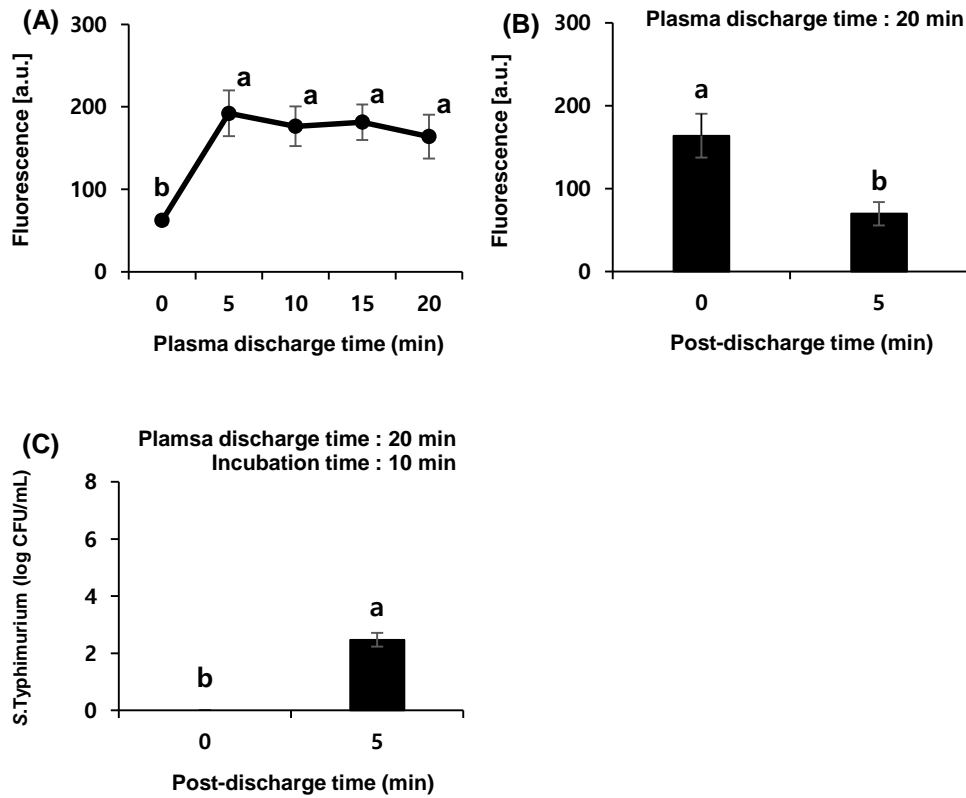 (A)
300
200
100
0
Fluorescence [a.u.]
b
a
a
a
a
0 5 10 15 20
Plasma discharge time (min)
(B)
Plasma discharge time : 20 min
300
200
100
0
Fluorescence [a.u.]
a
b
0 5
Post-discharge time (min)
(C)
Plamsa discharge time : 20 min
Incubation time : 10 min
8
6
4
2
0
S.Typhimurium (log CFU/mL)
b
a
0 5
Post-discharge time (min)